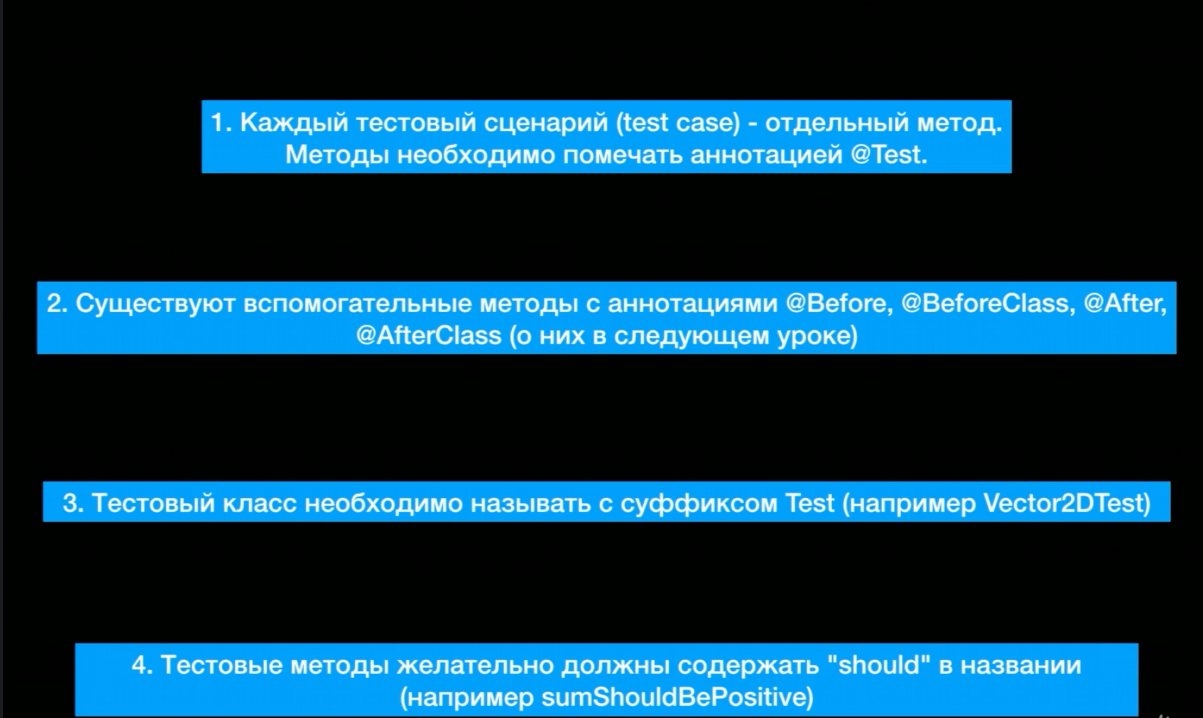 1. Каждый тестовый сценарий (test case) - отдельный метод.
Методы необходимо помечать аннотацией @Test.
2. Существуют вспомогательные методы с аннотациями @Before, @BeforeClass, @After,
@AfterClass (о них в следующем уроке)
3. Тестовый класс необходимо называть с суффиксом Test (например Vector2DTest)
4. Тестовые методы желательно должны содержать "should" в названии
(например sumShouldBePositive)